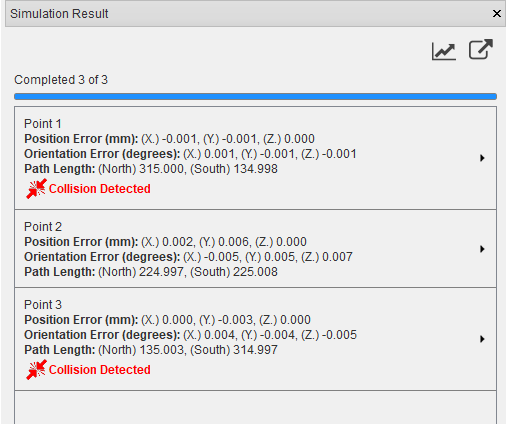 Simulation Result
Completed 3 of 3
Point 1
Position Error (mm): (X.) -0.001, (Y.) -0.001, (Z.) 0.000
Orientation Error (degrees): (X.) 0.001, (Y.) -0.001, (Z.) -0.001
Path Length: (North) 315.000, (South) 134.998
Collision Detected
Point 2
Position Error (mm): (X.) 0.002, (Y.) 0.006, (Z.) 0.000
Orientation Error (degrees): (X.) -0.005, (Y.) 0.005, (Z.) 0.007
Path Length: (North) 224.997, (South) 225.008
Point 3
Position Error (mm): (X.) 0.000, (Y.) -0.003, (Z.) 0.000
Orientation Error (degrees): (X.) 0.004, (Y.) -0.004, (Z.) -0.005
Path Length: (North) 135.003, (South) 314.997
Collision Detected